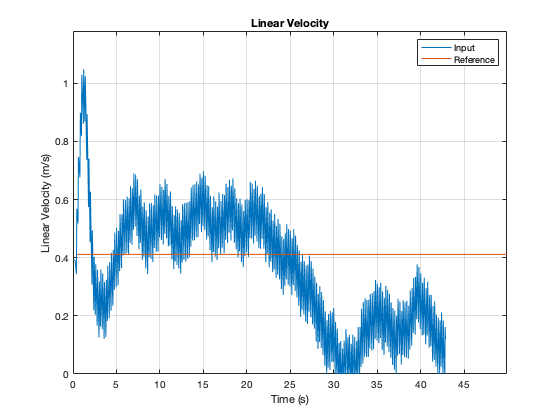 Linear Velocity
Input
Reference
Linear Velocity (m/s)
1
0.8
0.6
0.4
0.2
0
0 5 10 15 20 25 30 35 40 45
Time (s)